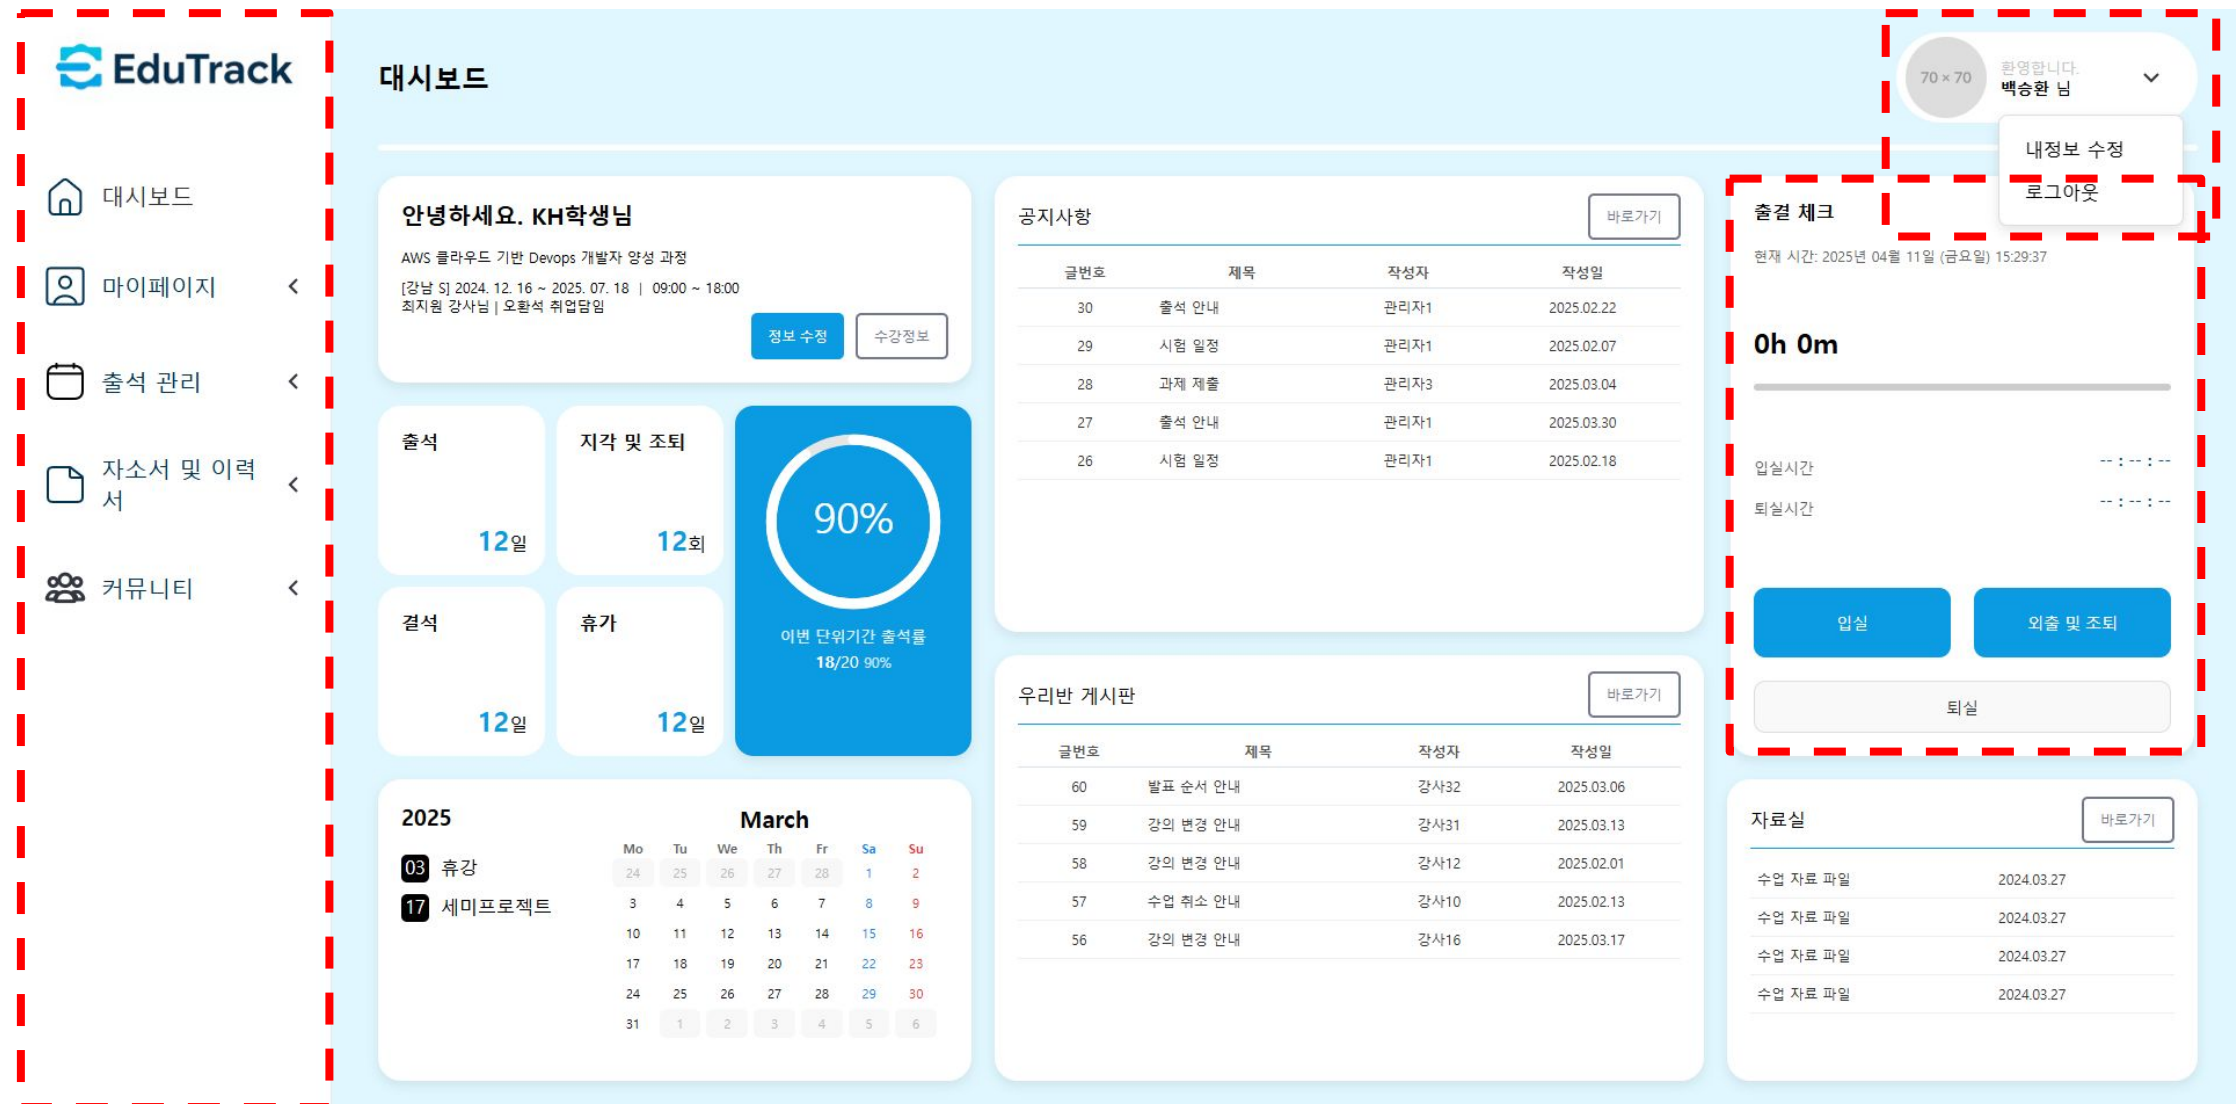 EduTrack
대시보드
마이페이지
출석 관리
자소서 및 이력
서
커뮤니티
대시보드
70 × 70
환영합니다.
백승환 님
내정보 수정
로그아웃
안녕하세요. KH학생님
AWS 클라우드 기반 Devops 개발자 양성 과정
[강남 S] 2024. 12. 16 ~ 2025. 07. 18 | 09:00 ~ 18:00
최지원 강사님 | 오환석 취업담임
정보 수정
수강정보
출석
12일
지각 및 조퇴
12회
결석
12일
휴가
12일
90%
이번 단위기간 출석률
18/20 90%
2025
03 휴강
17 세미프로젝트
March
Mo Tu We Th Fr Sa Su
24 25 26 27 28 1 2
3 4 5 6 7 8 9
10 11 12 13 14 15 16
17 18 19 20 21 22 23
24 25 26 27 28 29 30
31 1 2 3 4 5 6
공지사항
바로가기
글번호 제목 작성자 작성일
30 출석 안내 관리자1 2025.02.22
29 시험 일정 관리자1 2025.02.07
28 과제 제출 관리자3 2025.03.04
27 출석 안내 관리자1 2025.03.30
26 시험 일정 관리자1 2025.02.18
우리반 게시판
바로가기
글번호 제목 작성자 작성일
60 발표 순서 안내 강사32 2025.03.06
59 강의 변경 안내 강사31 2025.03.13
58 강의 변경 안내 강사12 2025.02.01
57 수업 취소 안내 강사10 2025.02.13
56 강의 변경 안내 강사16 2025.03.17
출결 체크
현재 시간: 2025년 04월 11일 (금요일) 15:29:37
0h 0m
입실시간 -- : -- : --
퇴실시간 -- : -- : --
입실
외출 및 조퇴
퇴실
자료실
바로가기
수업 자료 파일 2024.03.27
수업 자료 파일 2024.03.27
수업 자료 파일 2024.03.27
수업 자료 파일 2024.03.27